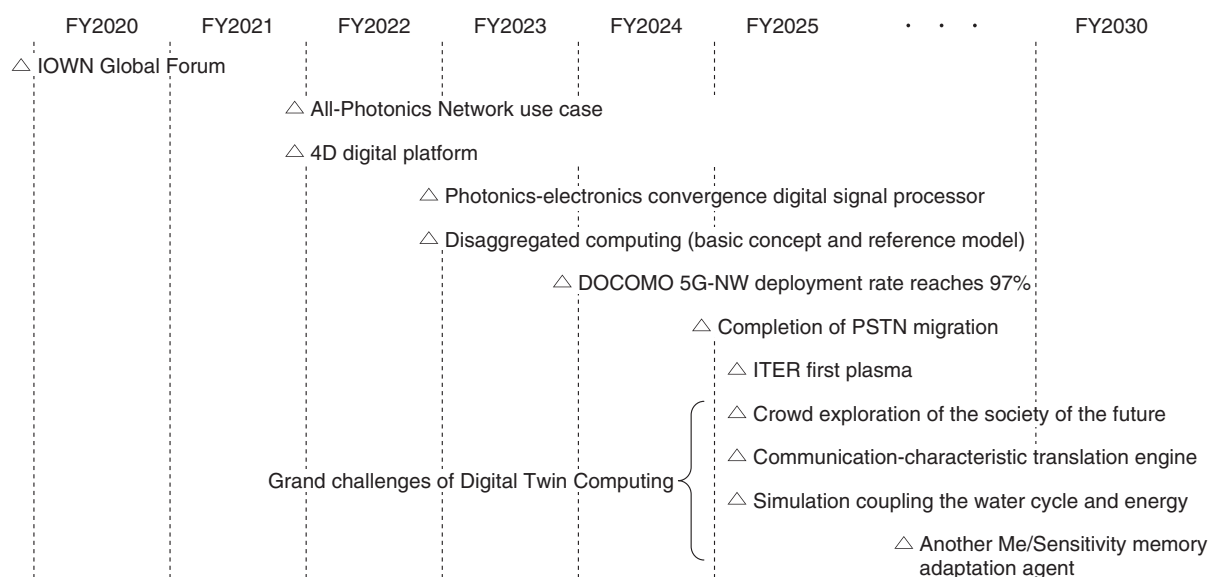 FY2020 FY2021 FY2022 FY2023 FY2024 FY2025 · · · FY2030
△ IOWN Global Forum
△ All-Photonics Network use case
△ 4D digital platform
△ Photonics-electronics convergence digital signal processor
△ Disaggregated computing (basic concept and reference model)
△ DOCOMO 5G-NW deployment rate reaches 97%
△ Completion of PSTN migration
△ ITER first plasma
△ Crowd exploration of the society of the future
△ Communication-characteristic translation engine
Grand challenges of Digital Twin Computing
△ Simulation coupling the water cycle and energy
△ Another Me/Sensitivity memory
adaptation agent